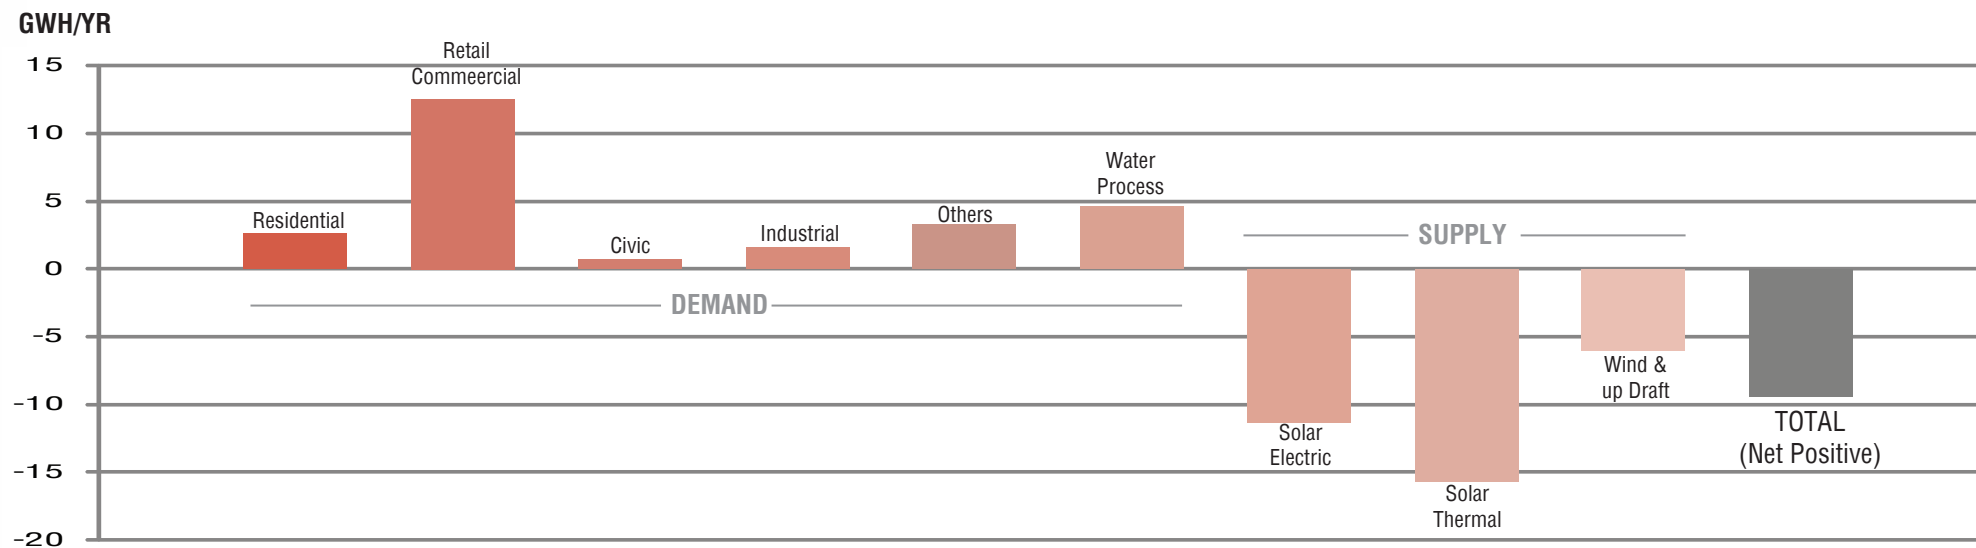 GWH/YR
15
10
5
0
-5
-10
-15
-20
Residential
Retail
Commeercial
Civic
Industrial
Others
Water
Process
DEMAND
SUPPLY
Solar
Electric
Solar
Thermal
Wind &
up Draft
TOTAL
(Net Positive)